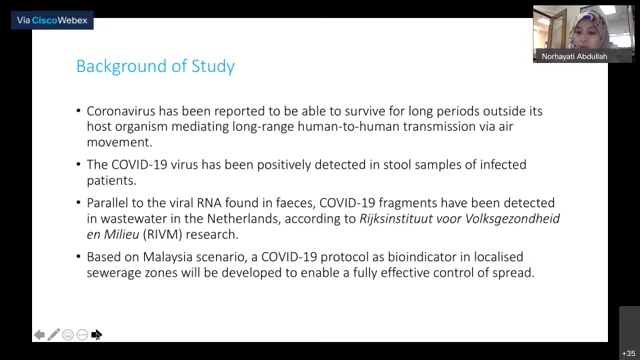 Via Cisco Webex
Norhayati Abdullah
Background of Study
• Coronavirus has been reported to be able to survive for long periods outside its
host organism mediating long-range human-to-human transmission via air
movement.
• The COVID-19 virus has been positively detected in stool samples of infected
patients.
• Parallel to the viral RNA found in faeces, COVID-19 fragments have been detected
in wastewater in the Netherlands, according to Rijksinstituut voor Volksgezondheid
en Milieu (RIVM) research.
• Based on Malaysia scenario, a COVID-19 protocol as bioindicator in localised
sewerage zones will be developed to enable a fully effective control of spread.
+35